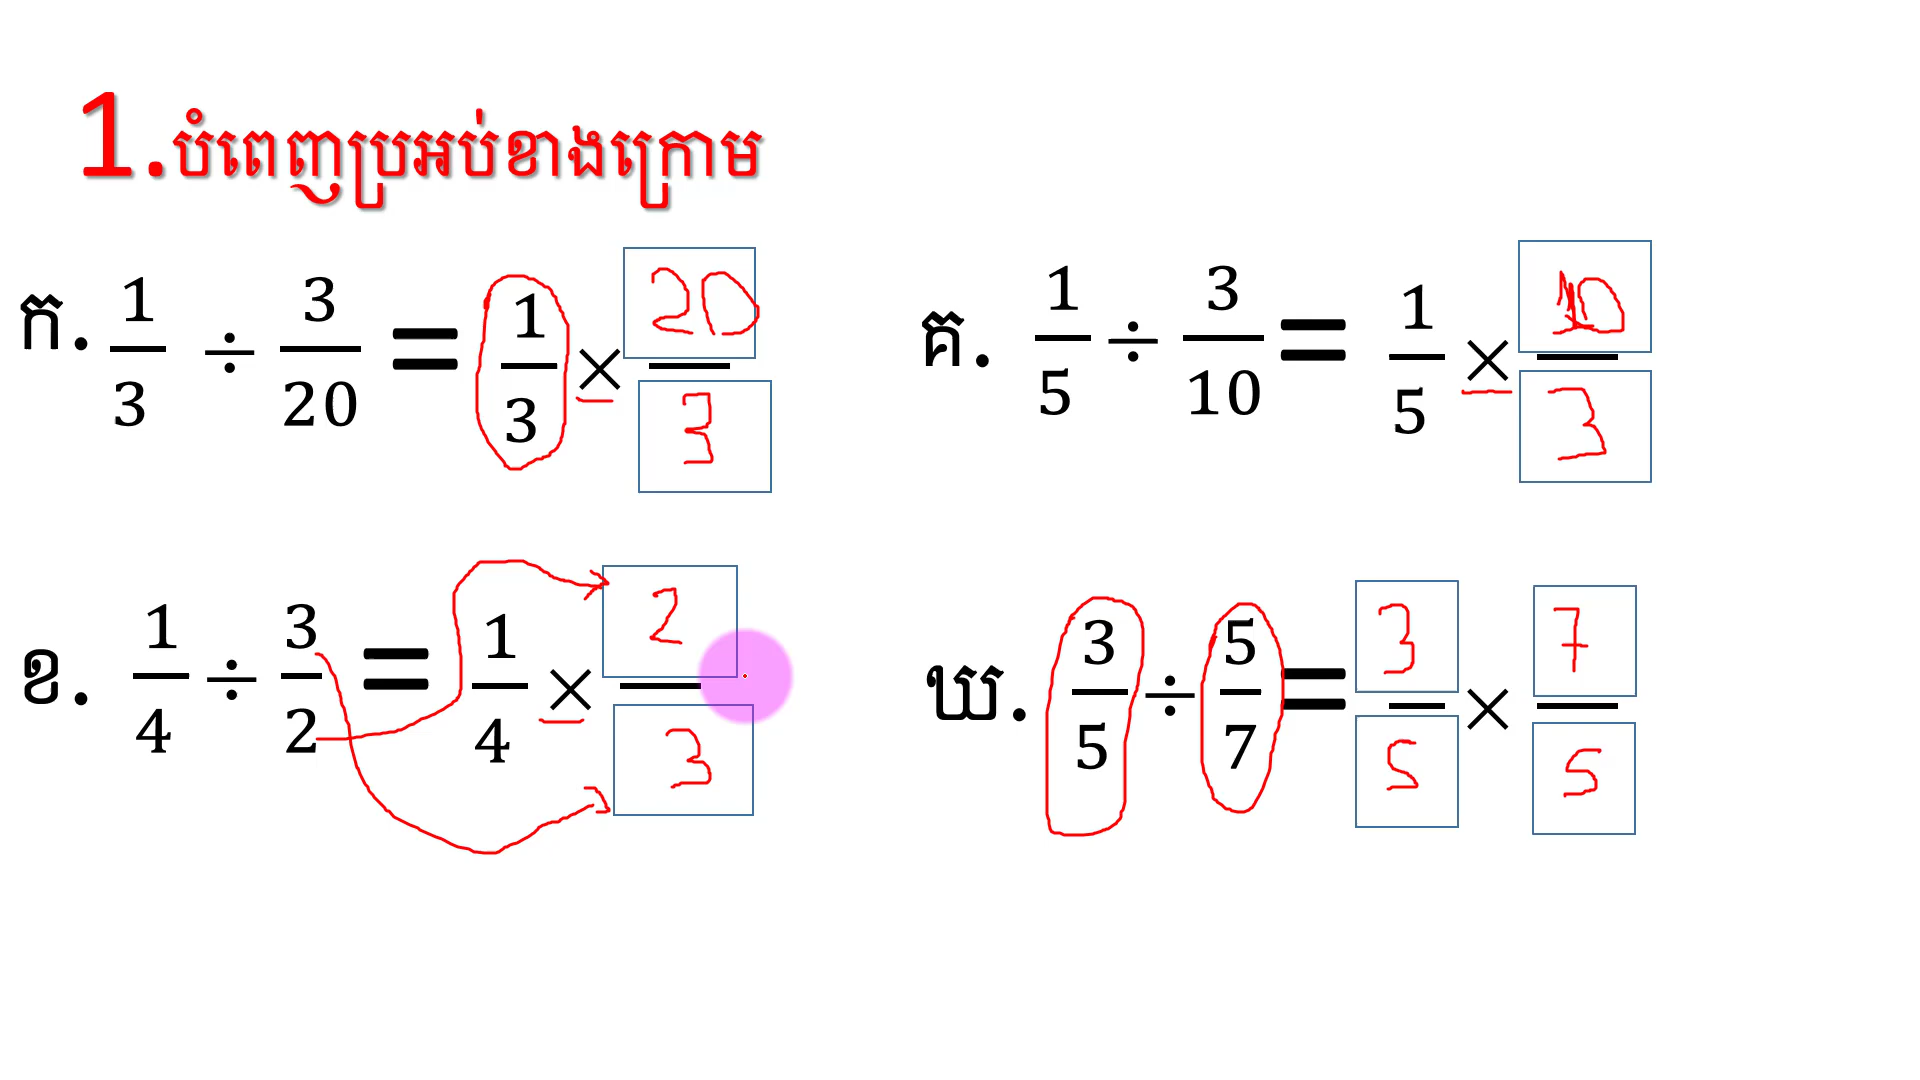 1.បំពេញប្រអប់ខាងក្រោម
ក. 1/3 ÷ 3/20 = 1/3 × 20/3
គ. 1/5 ÷ 3/10 = 1/5 × 10/3
ខ. 1/4 ÷ 3/2 = 1/4 × 2/3
ឃ. 3/5 ÷ 5/7 = 3/5 × 7/5